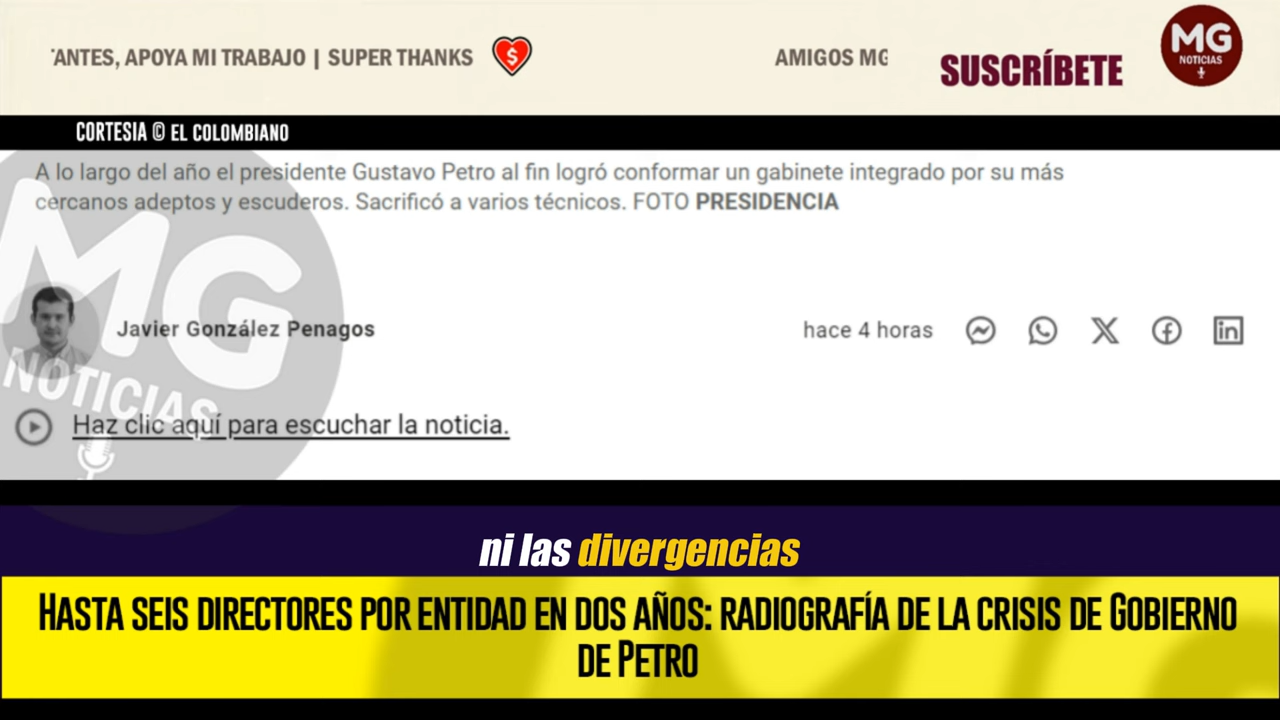 'ANTES, APOYA MI TRABAJO | SUPER THANKS
AMIGOS MG
SUSCRÍBETE
MG
NOTICIAS
CORTESIA © EL COLOMBIANO
A lo largo del año el presidente Gustavo Petro al fin logró conformar un gabinete integrado por su más
cercanos adeptos y escuderos. Sacrificó a varios técnicos. FOTO PRESIDENCIA
MG
NOTICIAS
Javier González Penagos
hace 4 horas
Haz clic aquí para escuchar la noticia.
ni las divergencias
HASTA SEIS DIRECTORES POR ENTIDAD EN DOS AÑOS: RADIOGRAFÍA DE LA CRISIS DE GOBIERNO
DE PETRO